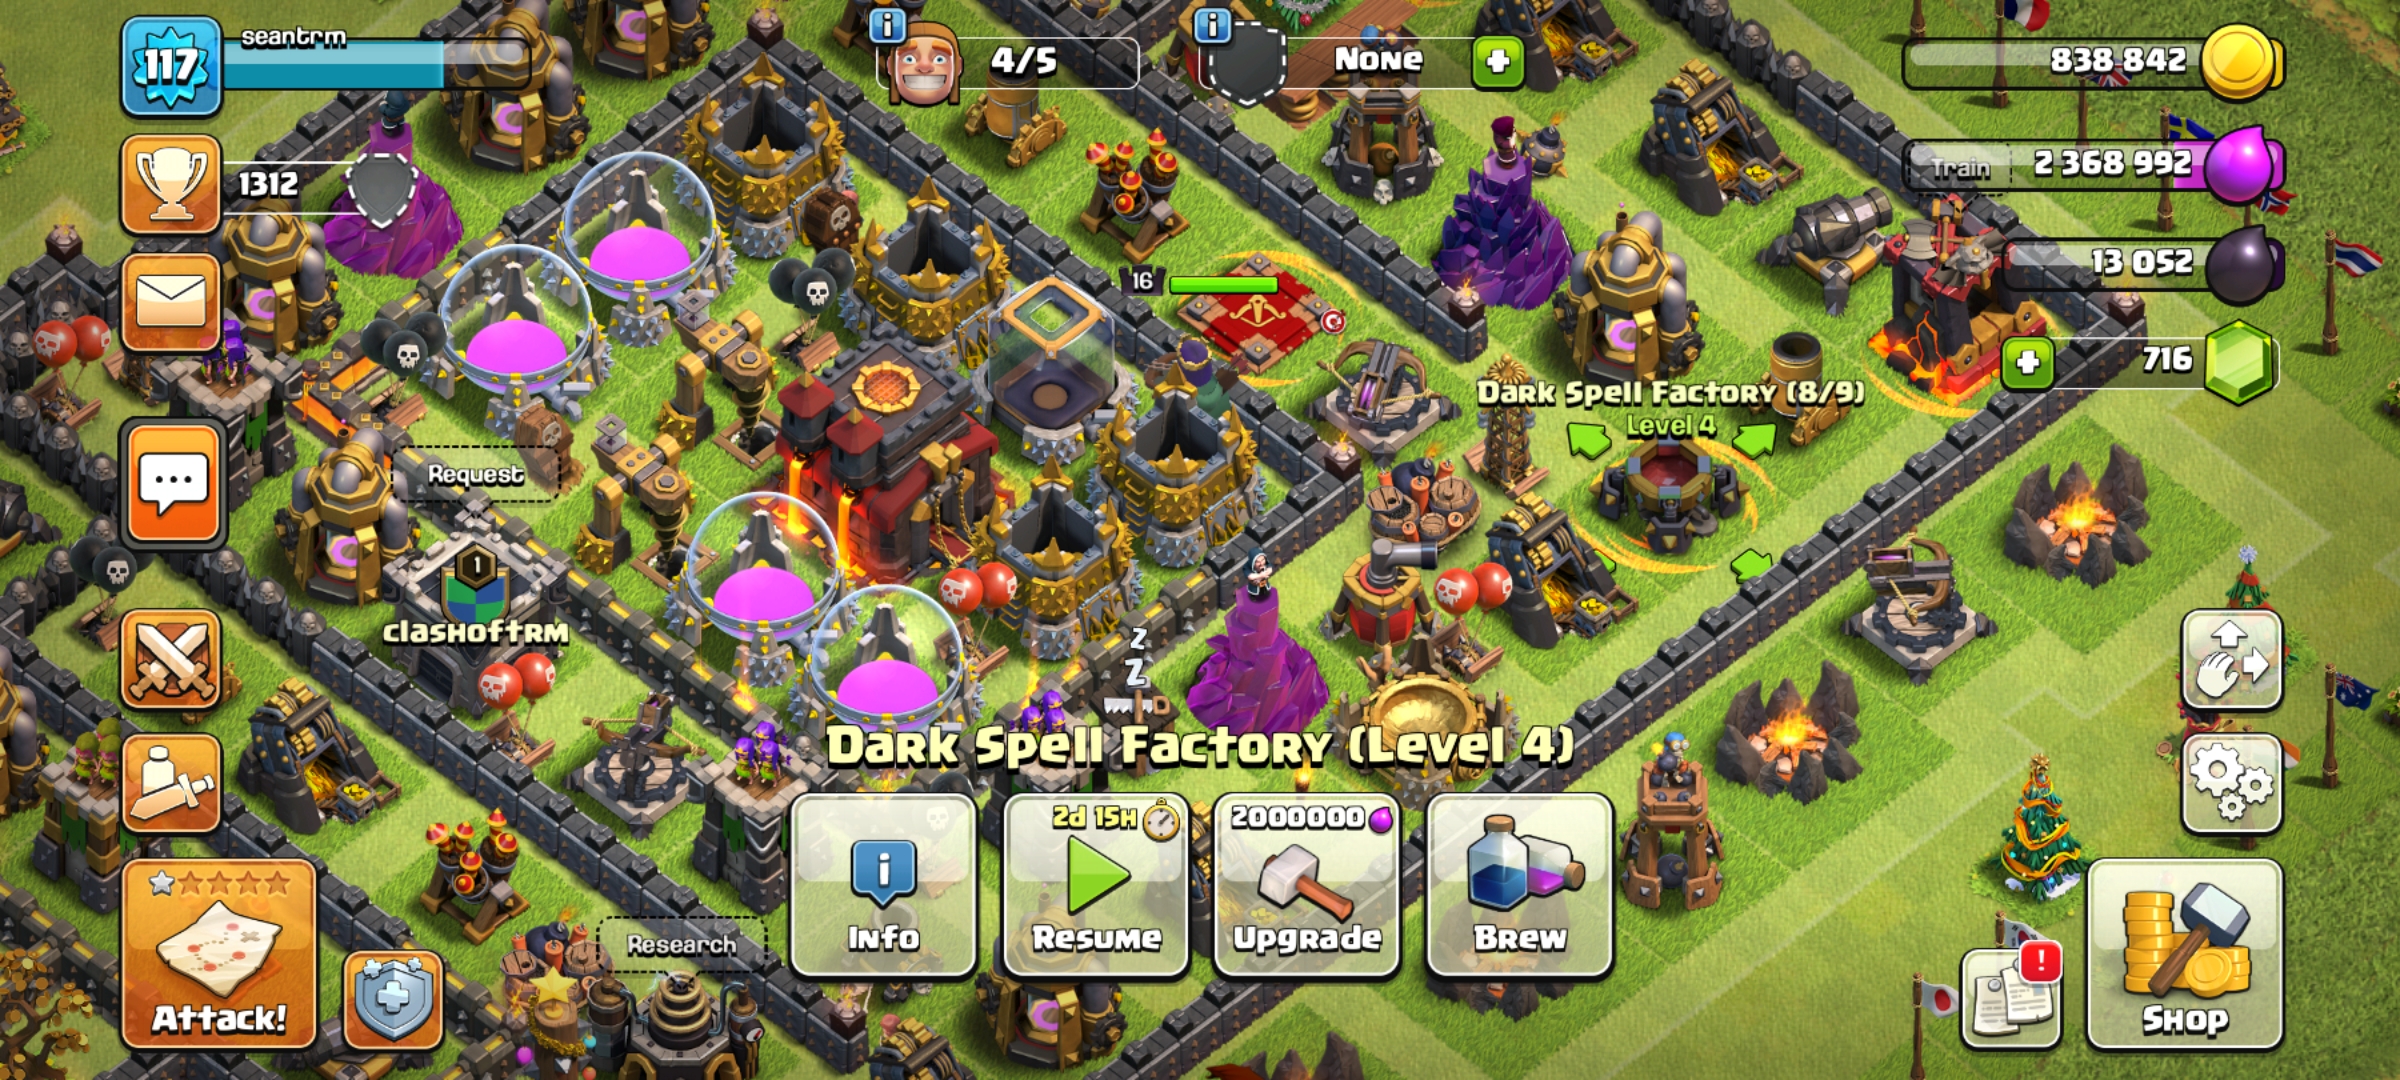 117
seantrm
4/5
None
838 842
1312
Train
2 368 992
13 052
16
716
Dark Spell Factory (8/9)
Level 4
Request
1
clashoftRM
z
z
Dark Spell Factory (Level 4)
Info
2d 15H
Resume
2000000
Upgrade
Brew
Attack!
Research
!
Shop